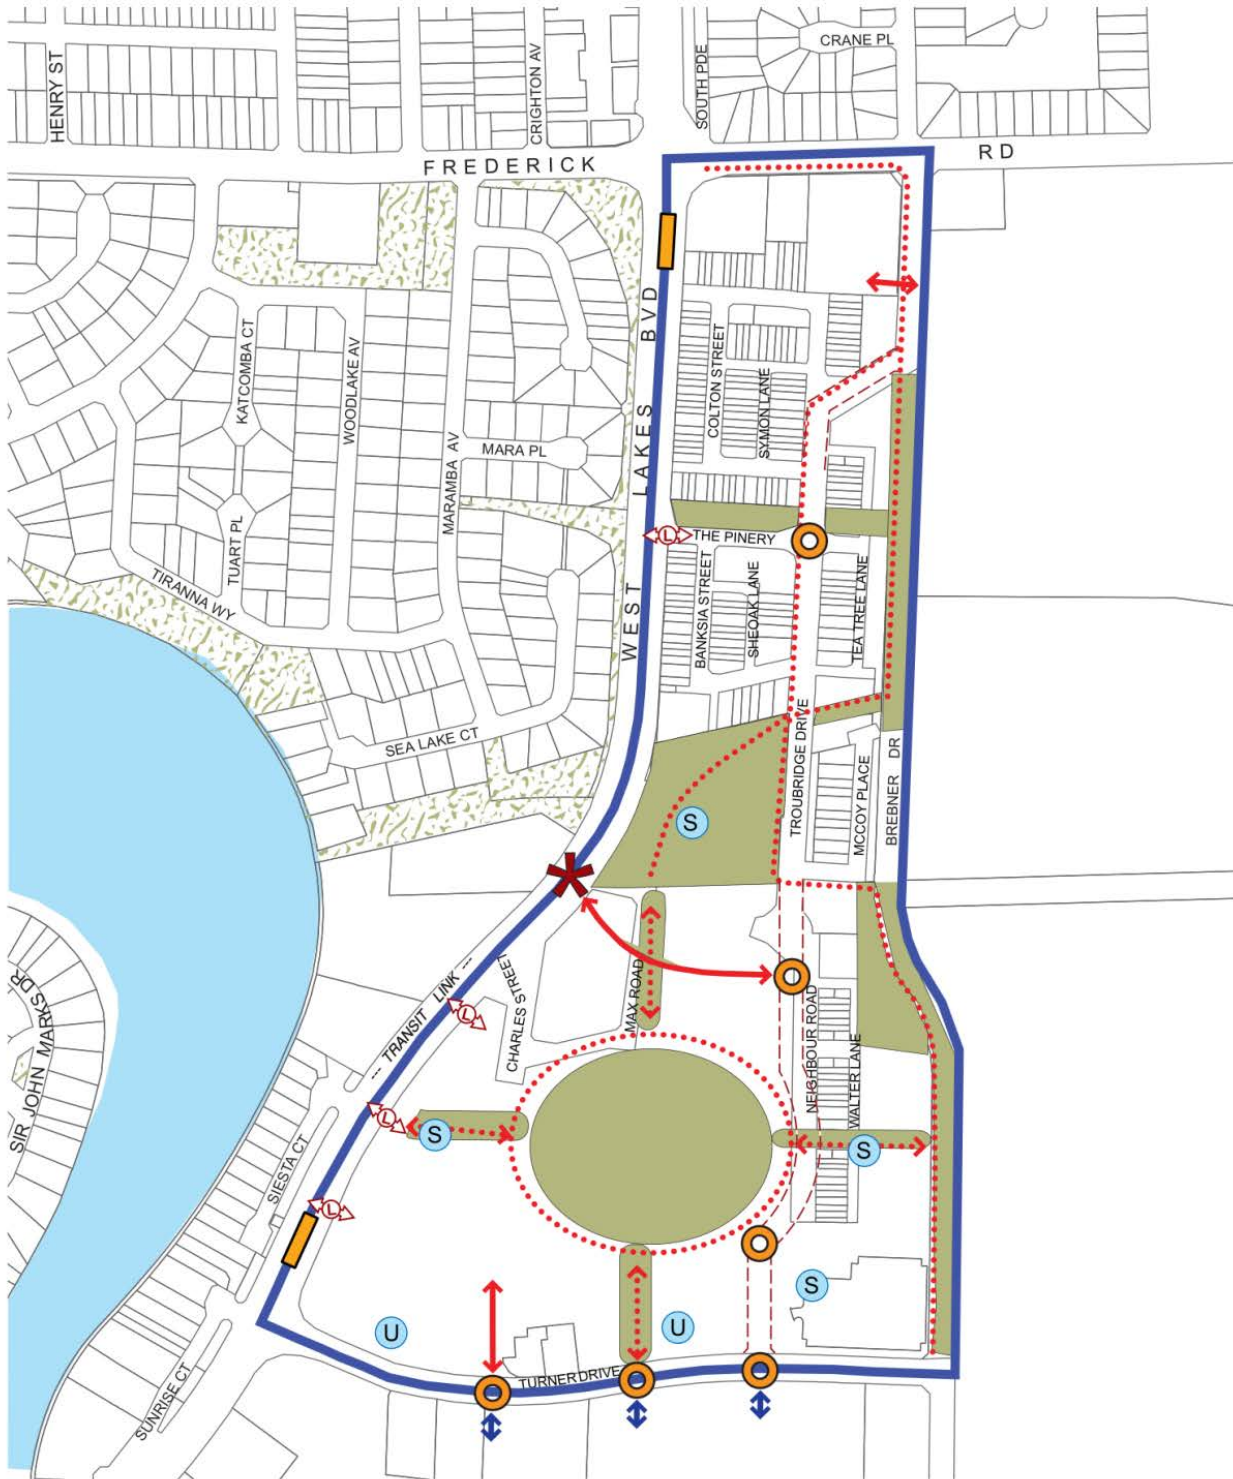 CRANE PL
HENRY ST
CRIGHTON AV
SOUTH PDE
FREDERICK RD
WEST LAKES BVD
KATCOMBA CT
WOODLAKE AV
COLTON STREET
SYMON LANE
MARAMBA AV
MARA PL
TUART PL
L
THE PINERY
TIRANNA WY
BANKSIA STREET
SHEOAK LANE
TEA TREE LANE
SEA LAKE CT
TROUBRIDGE DRIVE
MCCOY PLACE
BREBNER DR
S
SIR JOHN MARKS DR
--- TRANSIT LINK ---
L
CHARLES STREET
MAX ROAD
NEIGHBOUR ROAD
WALTER LANE
L
S
S
SIESTA CT
L
S
U
U
TURNER DRIVE
SUNRISE CT